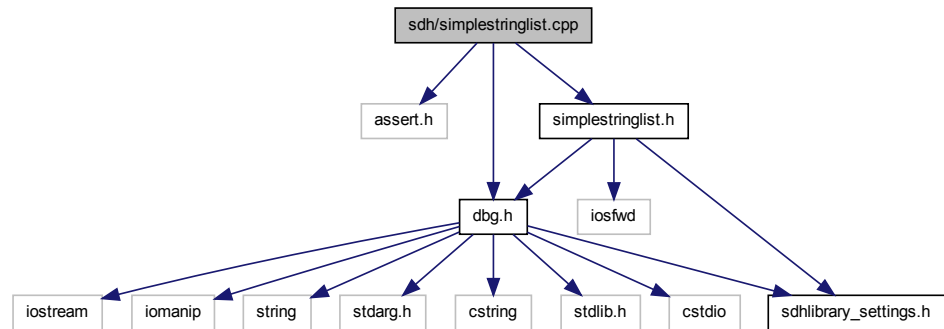 sdh/simplestringlist.cpp
assert.h
simplestringlist.h
dbg.h
iosfwd
iostream
iomanip
string
stdarg.h
cstring
stdlib.h
cstdio
sdhlibrary_settings.h